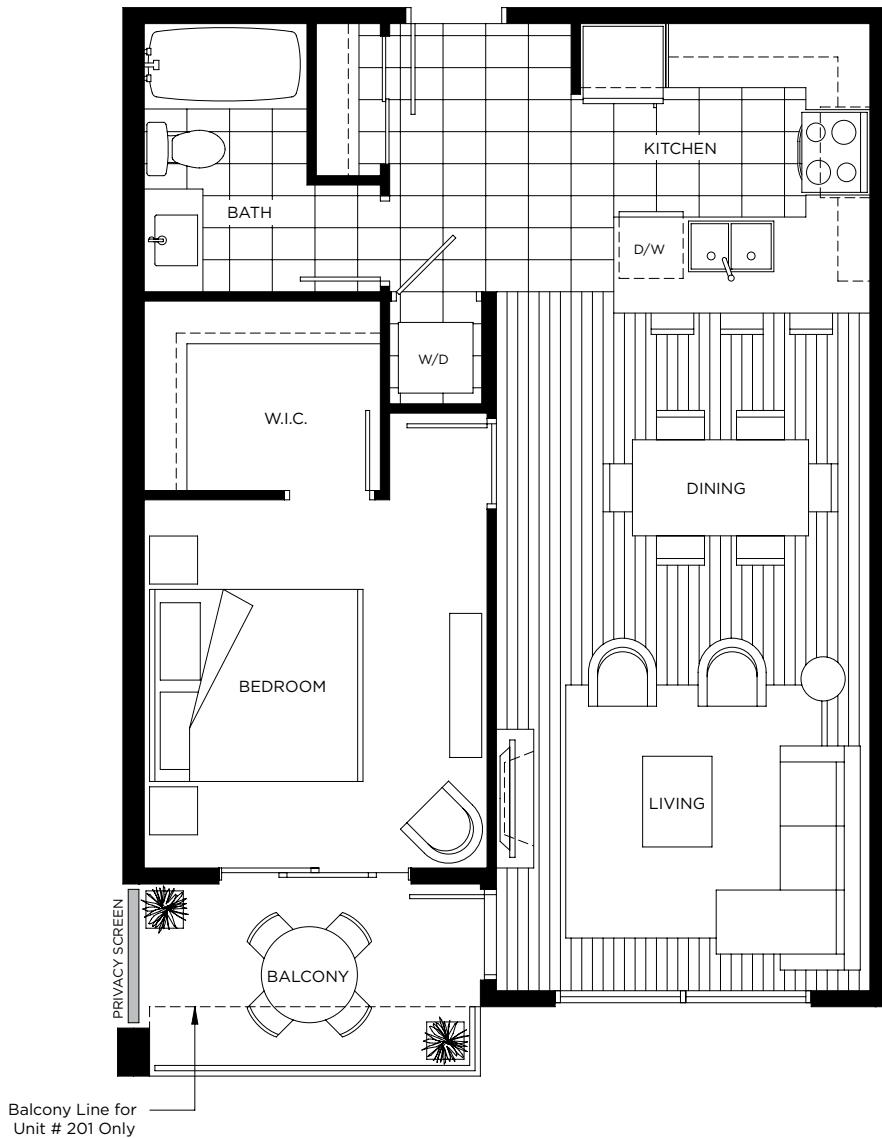 KITCHEN
BATH
D/W
W/D
W.I.C.
DINING
BEDROOM
LIVING
PRIVACY SCREEN
BALCONY
Balcony Line for
Unit # 201 Only